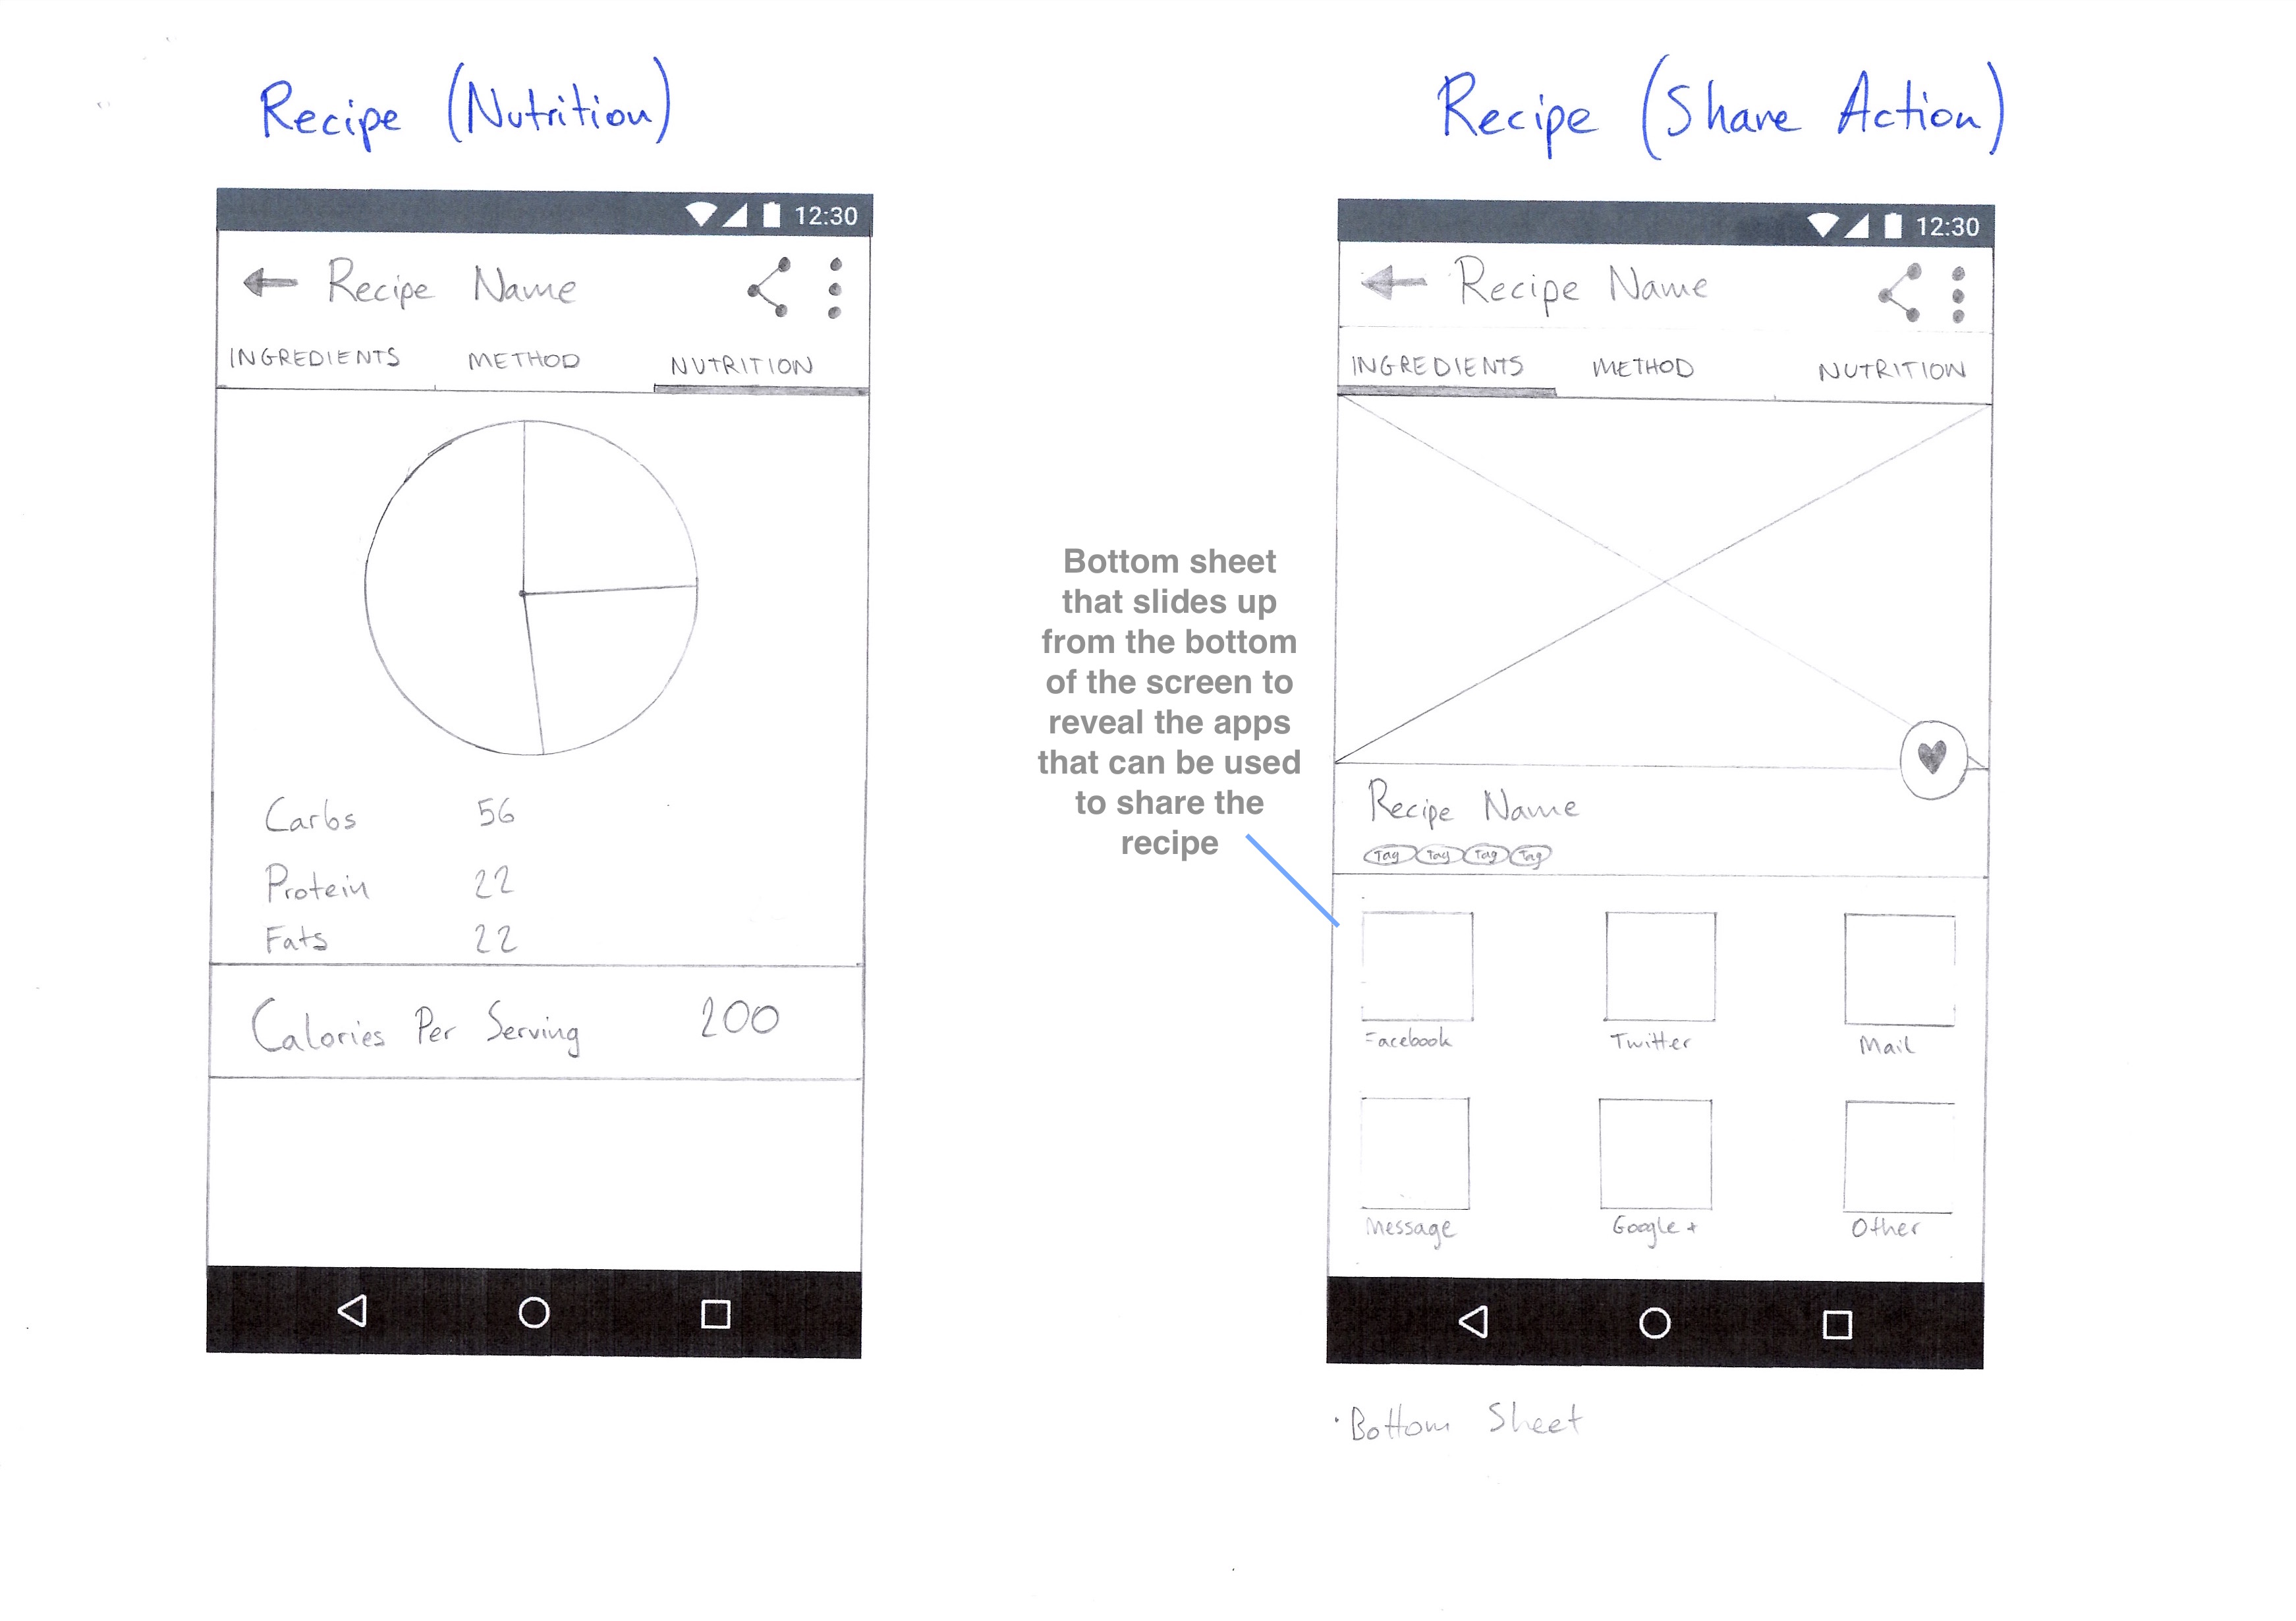 Recipe (Nutrition)
12:30
Recipe Name
INGREDIENTS METHOD NUTRITION
Carbs 56
Protein 22
Fats 22
Calories Per Serving 200
Bottom sheet
that slides up
from the bottom
of the screen to
reveal the apps
that can be used
to share the
recipe
Recipe (Share Action)
12:30
Recipe Name
INGREDIENTS METHOD NUTRITION
Recipe Name
Tag Tag Tag Tag
Facebook Twitter Mail
Message Google + Other
· Bottom Sheet